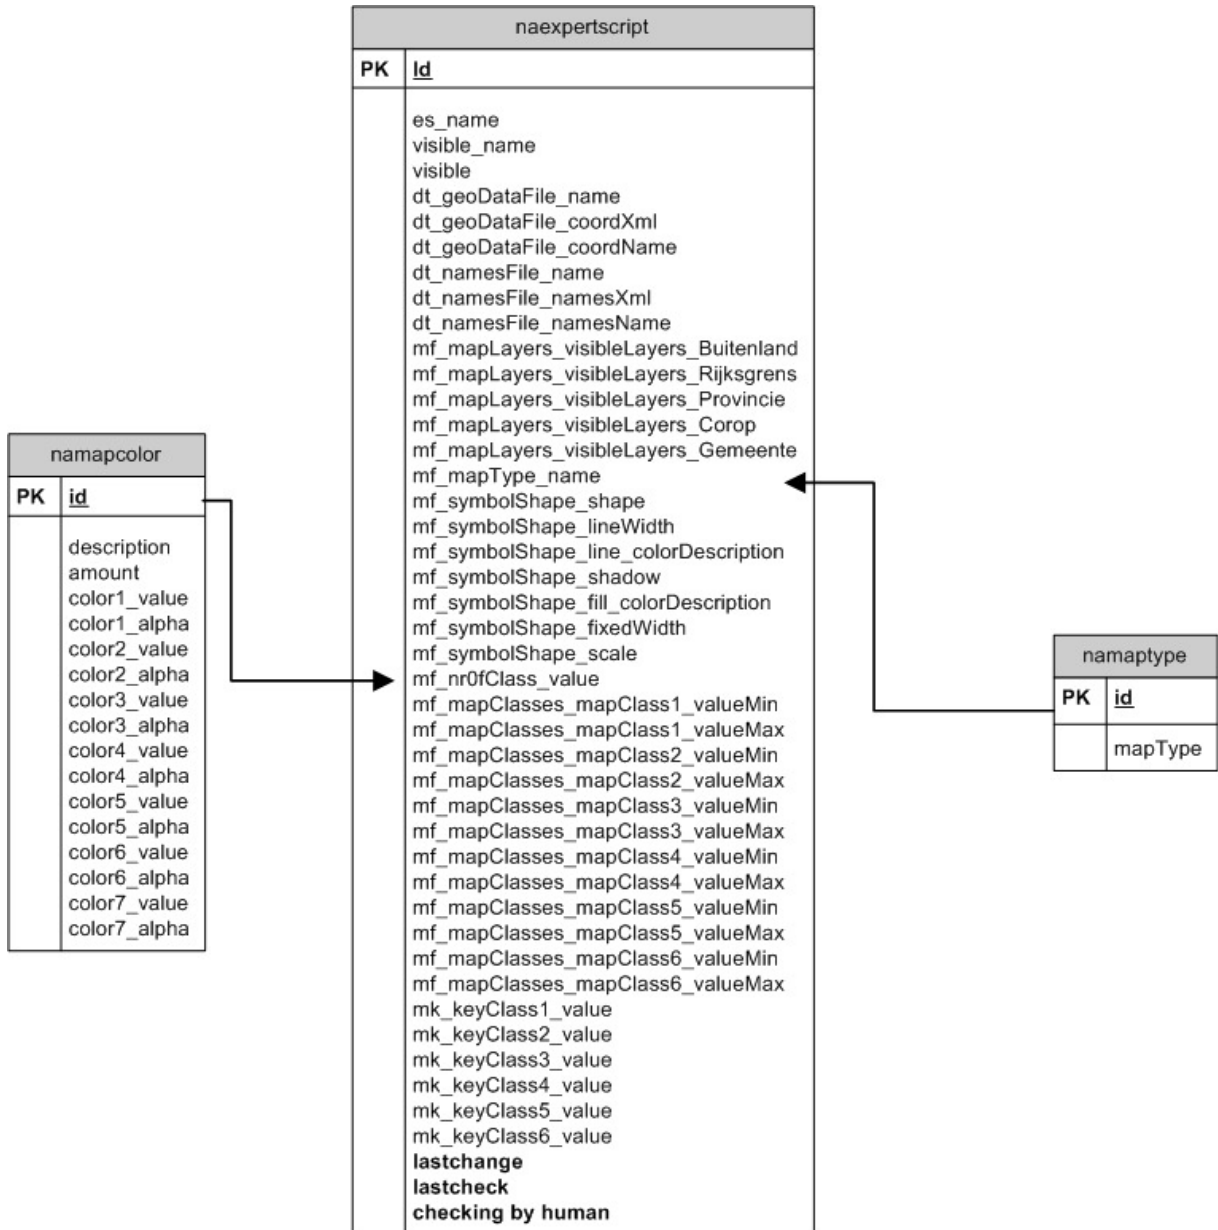 naexpertscript
PK Id
es_name
visible_name
visible
dt_geoDataFile_name
dt_geoDataFile_coordXml
dt_geoDataFile_coordName
dt_namesFile_name
dt_namesFile_namesXml
dt_namesFile_namesName
mf_mapLayers_visibleLayers_Buitenland
mf_mapLayers_visibleLayers_Rijksgrens
mf_mapLayers_visibleLayers_Provincie
mf_mapLayers_visibleLayers_Corop
mf_mapLayers_visibleLayers_Gemeente
mf_mapType_name
mf_symbolShape_shape
mf_symbolShape_lineWidth
mf_symbolShape_line_colorDescription
mf_symbolShape_shadow
mf_symbolShape_fill_colorDescription
mf_symbolShape_fixedWidth
mf_symbolShape_scale
mf_nr0fClass_value
mf_mapClasses_mapClass1_valueMin
mf_mapClasses_mapClass1_valueMax
mf_mapClasses_mapClass2_valueMin
mf_mapClasses_mapClass2_valueMax
mf_mapClasses_mapClass3_valueMin
mf_mapClasses_mapClass3_valueMax
mf_mapClasses_mapClass4_valueMin
mf_mapClasses_mapClass4_valueMax
mf_mapClasses_mapClass5_valueMin
mf_mapClasses_mapClass5_valueMax
mf_mapClasses_mapClass6_valueMin
mf_mapClasses_mapClass6_valueMax
mk_keyClass1_value
mk_keyClass2_value
mk_keyClass3_value
mk_keyClass4_value
mk_keyClass5_value
mk_keyClass6_value
lastchange
lastcheck
checking by human
namapcolor
PK id
description
amount
color1_value
color1_alpha
color2_value
color2_alpha
color3_value
color3_alpha
color4_value
color4_alpha
color5_value
color5_alpha
color6_value
color6_alpha
color7_value
color7_alpha
namaptype
PK id
mapType